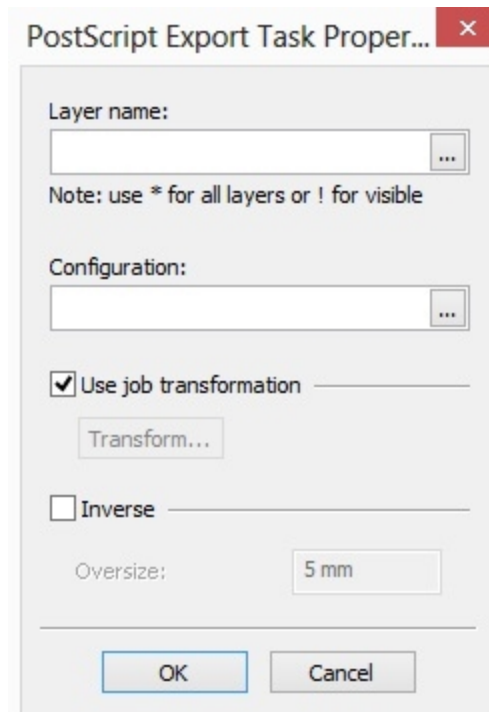 PostScript Export Task Proper...
Layer name:
...
Note: use * for all layers or ! for visible
Configuration:
...
Use job transformation
Transform...
Inverse
Oversize: 5 mm
OK Cancel